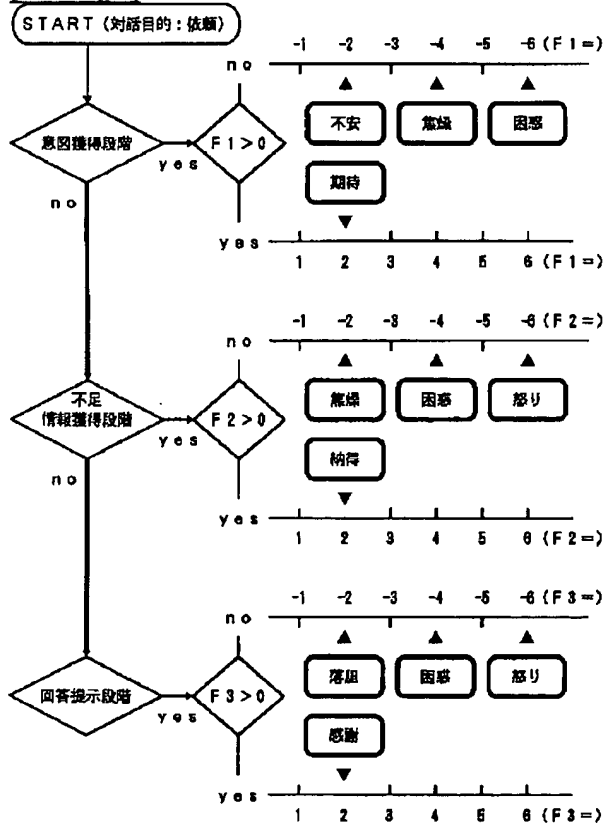 START (対話目的:依頼)
-1 -2 -3 -4 -5 -6 (F1=)
no
不安 焦燥 困惑
意図獲得段階
yes
F1>0
期待
no
yes
1 2 3 4 5 6 (F1=)
-1 -2 -3 -4 -5 -6 (F2=)
no
焦燥 困惑 怒り
不足
情報獲得段階
yes
F2>0
納得
no
yes
1 2 3 4 5 6 (F2=)
-1 -2 -3 -4 -5 -6 (F3=)
no
落胆 困惑 怒り
回答提示段階
yes
F3>0
感謝
yes
1 2 3 4 5 6 (F3=)